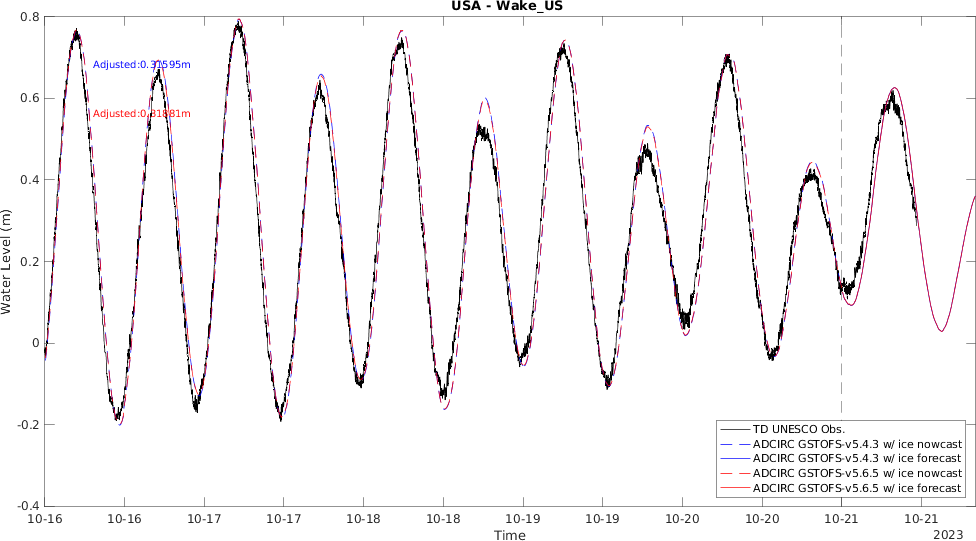 USA - Wake_US
0.8
0.6
0.4
0.2
0
-0.2
-0.4
Water Level (m)
Adjusted:0.31595m
Adjusted:0.31881m
TD UNESCO Obs.
ADCIRC GSTOFS-v5.4.3 w/ ice nowcast
ADCIRC GSTOFS-v5.4.3 w/ ice forecast
ADCIRC GSTOFS-v5.6.5 w/ ice nowcast
ADCIRC GSTOFS-v5.6.5 w/ ice forecast
10-16 10-16 10-17 10-17 10-18 10-18 10-19 10-19 10-20 10-20 10-21 10-21
Time
2023